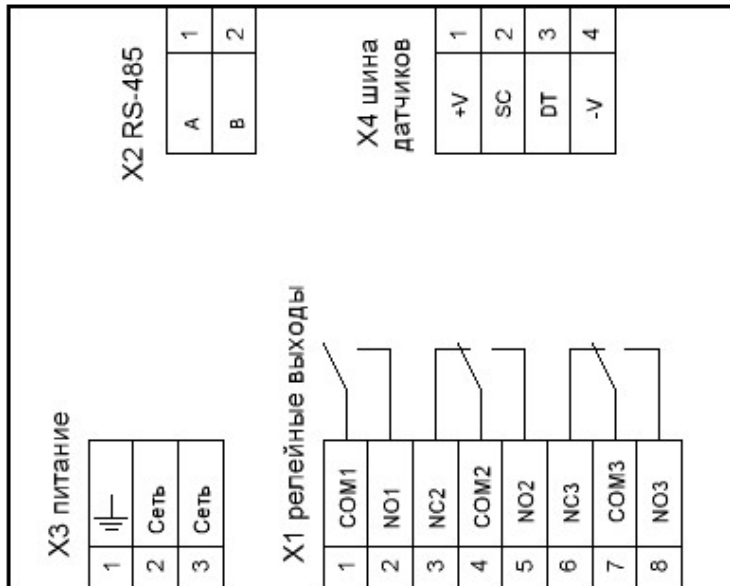 X2 RS-485
A 1
B 2
X4 шина
датчиков
+V 1
SC 2
DT 3
-V 4
X3 питание
1
2 Сеть
3 Сеть
X1 релейные выходы
1 COM1
2 NO1
3 NC2
4 COM2
5 NO2
6 NC3
7 COM3
8 NO3